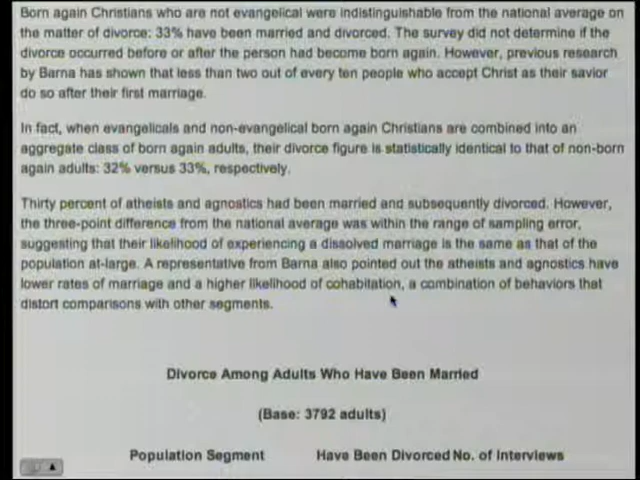 Born again Christians who are not evangelical were indistinguishable from the national average on
the matter of divorce: 33% have been married and divorced. The survey did not determine if the
divorce occurred before or after the person had become born again. However, previous research
by Barna has shown that less than two out of every ten people who accept Christ as their savior
do so after their first marriage.
In fact, when evangelicals and non-evangelical born again Christians are combined into an
aggregate class of born again adults, their divorce figure is statistically identical to that of non-born
again adults: 32% versus 33%, respectively.
Thirty percent of atheists and agnostics had been married and subsequently divorced. However,
the three-point difference from the national average was within the range of sampling error,
suggesting that their likelihood of experiencing a dissolved marriage is the same as that of the
population at-large. A representative from Barna also pointed out the atheists and agnostics have
lower rates of marriage and a higher likelihood of cohabitation, a combination of behaviors that
distort comparisons with other segments.
Divorce Among Adults Who Have Been Married
(Base: 3792 adults)
Population Segment Have Been Divorced No. of Interviews